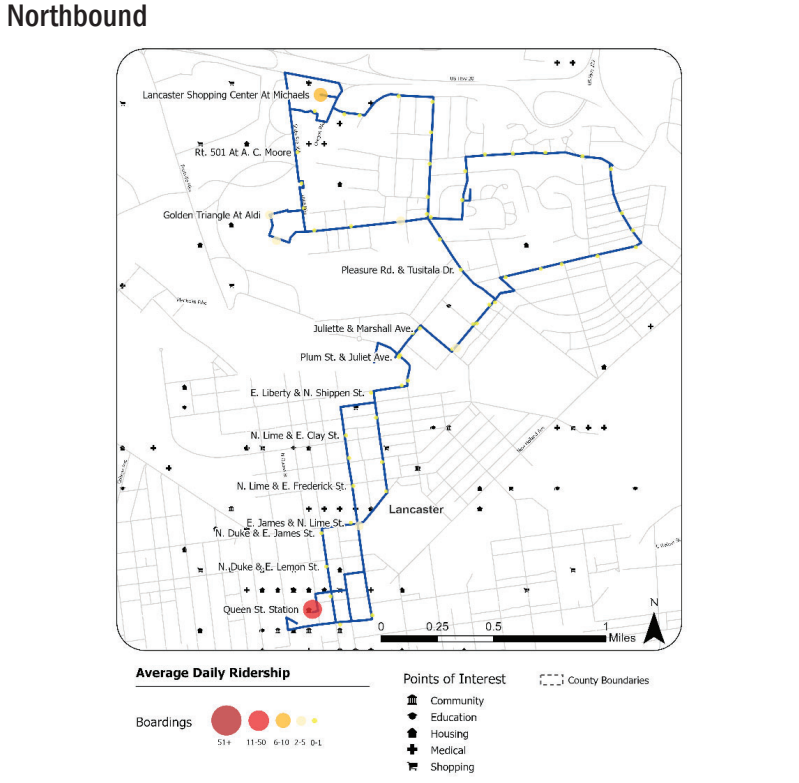 Northbound
Lancaster Shopping Center At Michaels
Rt. 501 At A. C. Moore
Golden Triangle At Aldi
Pleasure Rd. & Tusitala Dr.
Juliette & Marshall Ave.
Plum St. & Juliet Ave.
E. Liberty & N. Shippen St.
N. Lime & E. Clay St.
N. Lime & E. Frederick St.
Lancaster
E. James & N. Lime St.
N. Duke & E. James St.
N. Duke & E. Lemon St.
Queen St. Station
N
0 0.25 0.5 1
Miles
Average Daily Ridership
Boardings
51+ 11-50 6-10 2-5 0-1
Points of Interest
Community
Education
Housing
Medical
Shopping
County Boundaries